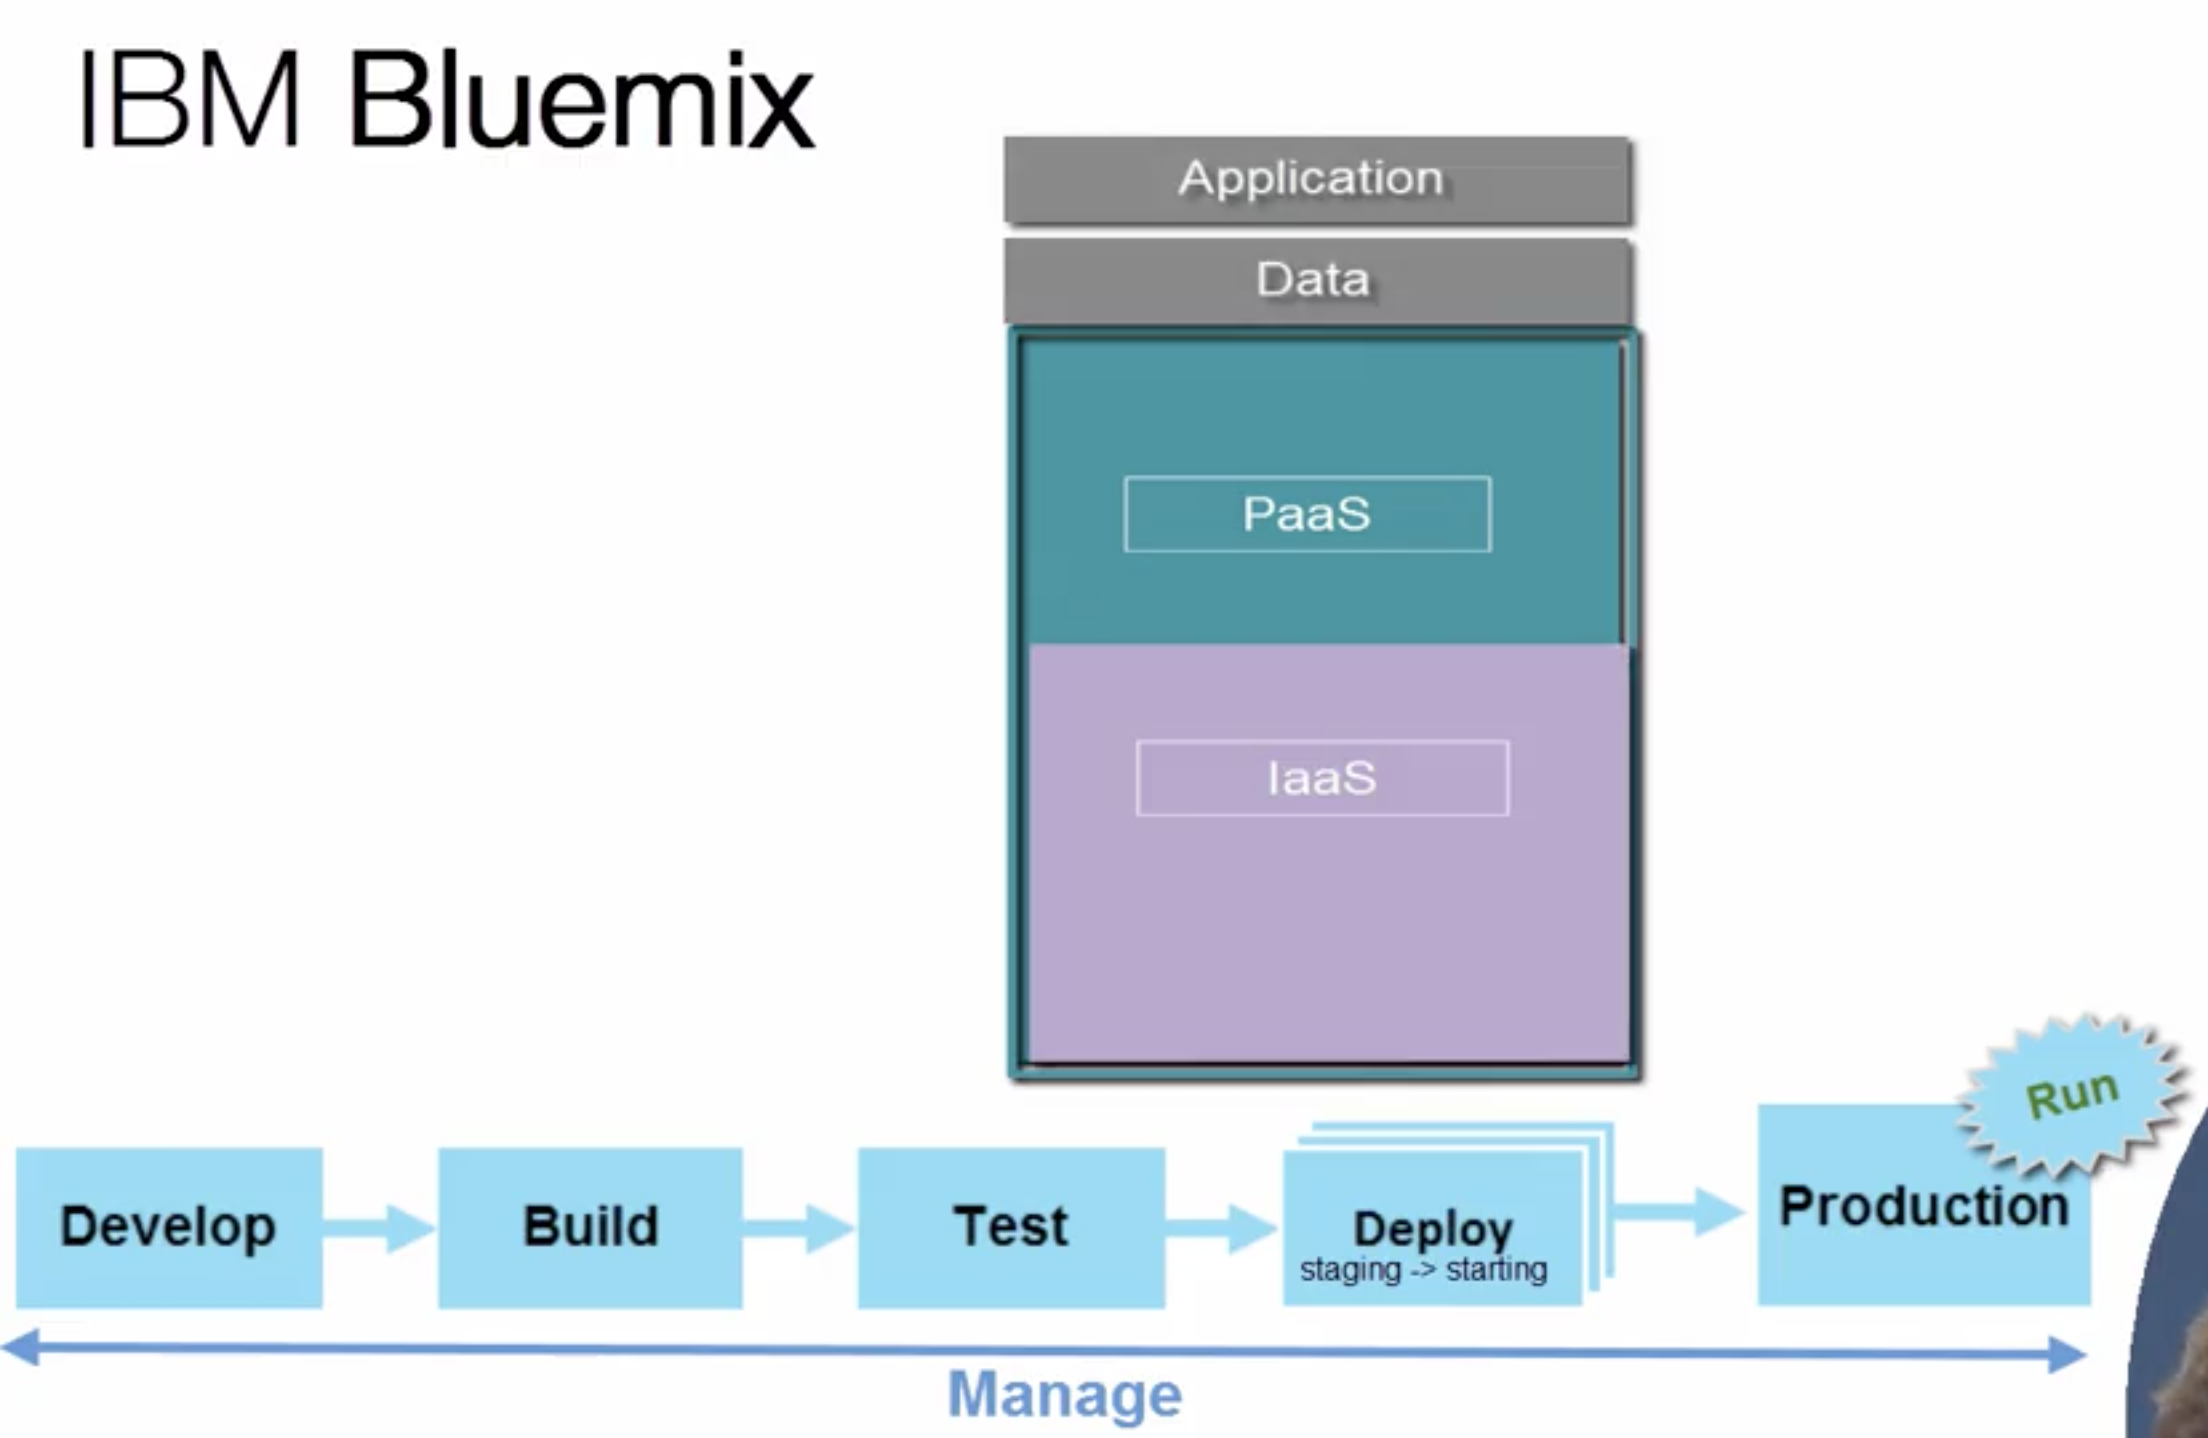 IBM Bluemix
Application
Data
PaaS
IaaS
Run
Develop
Build
Test
Deploy
staging -> starting
Production
Manage